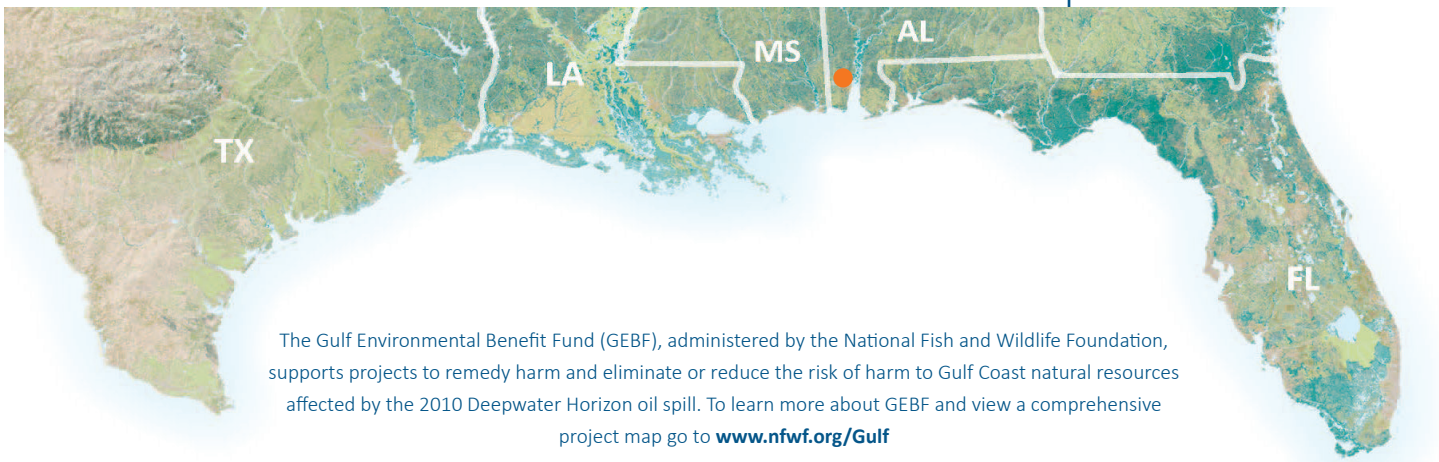 AL
MS
LA
TX
FL
The Gulf Environmental Benefit Fund (GEBF), administered by the National Fish and Wildlife Foundation,
supports projects to remedy harm and eliminate or reduce the risk of harm to Gulf Coast natural resources
affected by the 2010 Deepwater Horizon oil spill. To learn more about GEBF and view a comprehensive
project map go to www.nfwf.org/Gulf